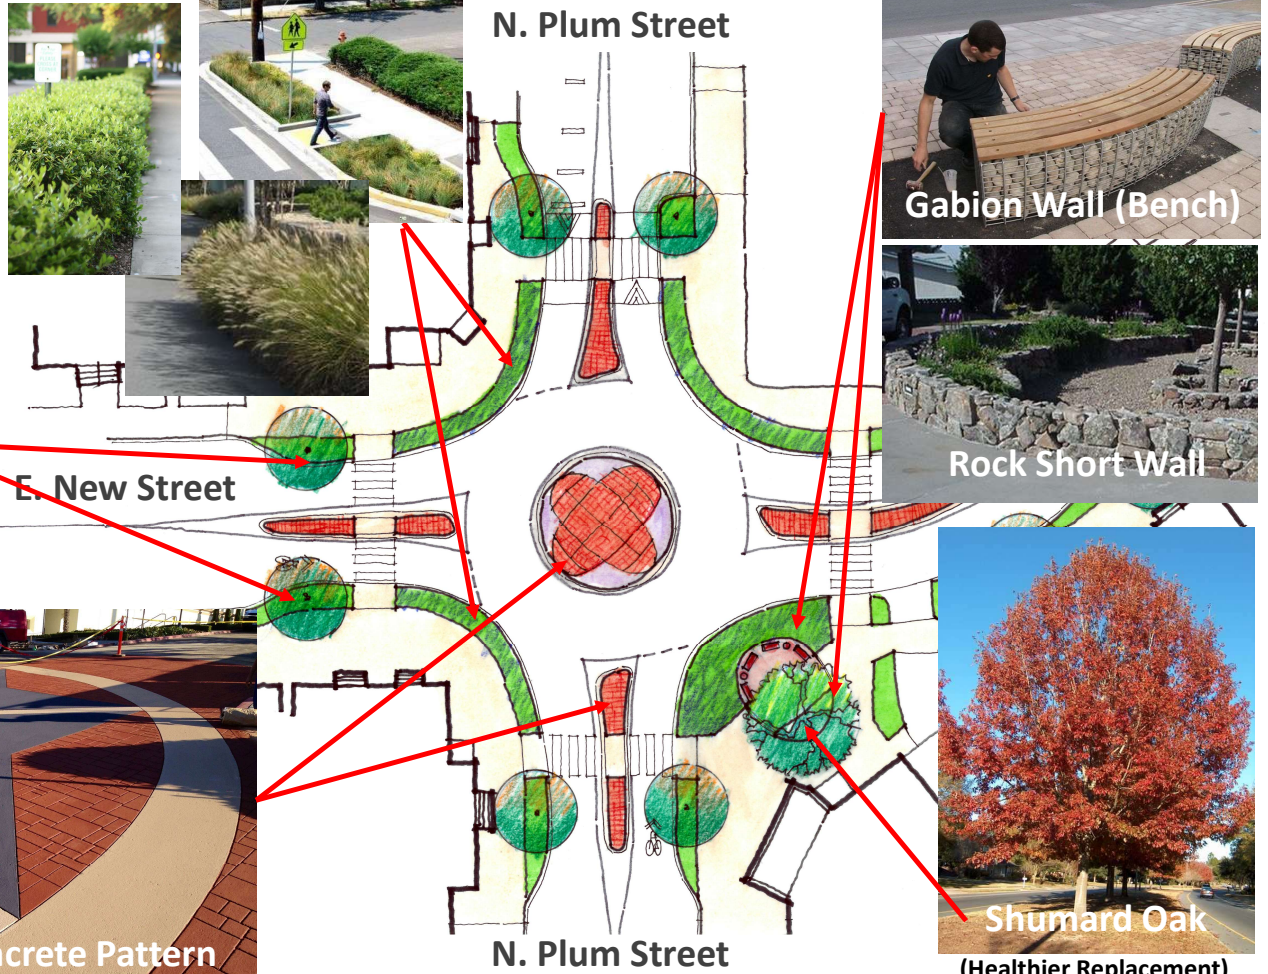 N. Plum Street
Gabion Wall (Bench)
Rock Short Wall
E. New Street
Shumard Oak
ncrete Pattern
N. Plum Street
(Healthier Replacement)